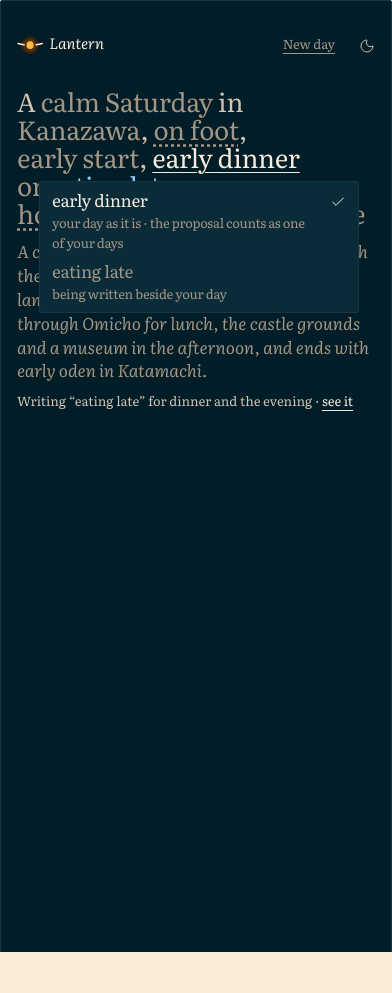 Lantern
New day
A calm Saturday in
Kanazawa, on foot,
early start, early dinner
or
early dinner
your day as it is · the proposal counts as one
of your days
eating late
being written beside your day
A c
the
through Omicho for lunch, the castle grounds
and a museum in the afternoon, and ends with
early oden in Katamachi.
Writing “eating late” for dinner and the evening · see it